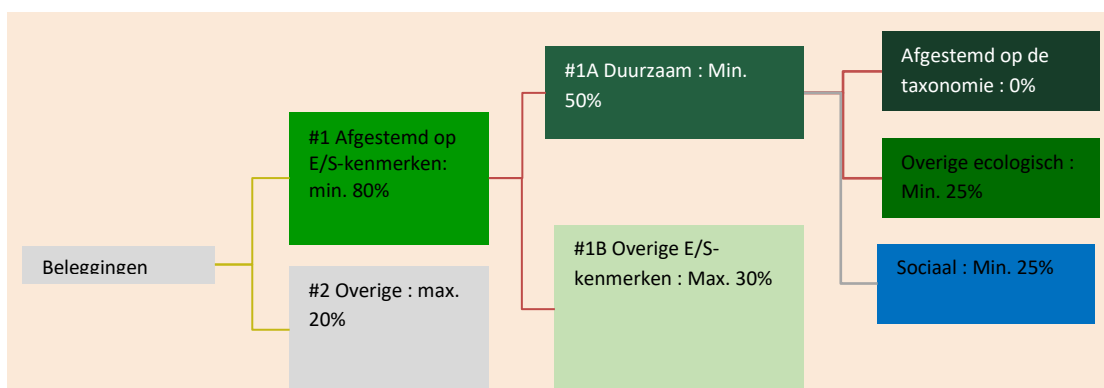 Beleggingen
#1 Afgestemd op
E/S-kenmerken:
min. 80%
#2 Overige : max.
20%
#1A Duurzaam : Min.
50%
#1B Overige E/S-
kenmerken : Max. 30%
Afgestemd op de
taxonomie : 0%
Overige ecologisch :
Min. 25%
Sociaal : Min. 25%